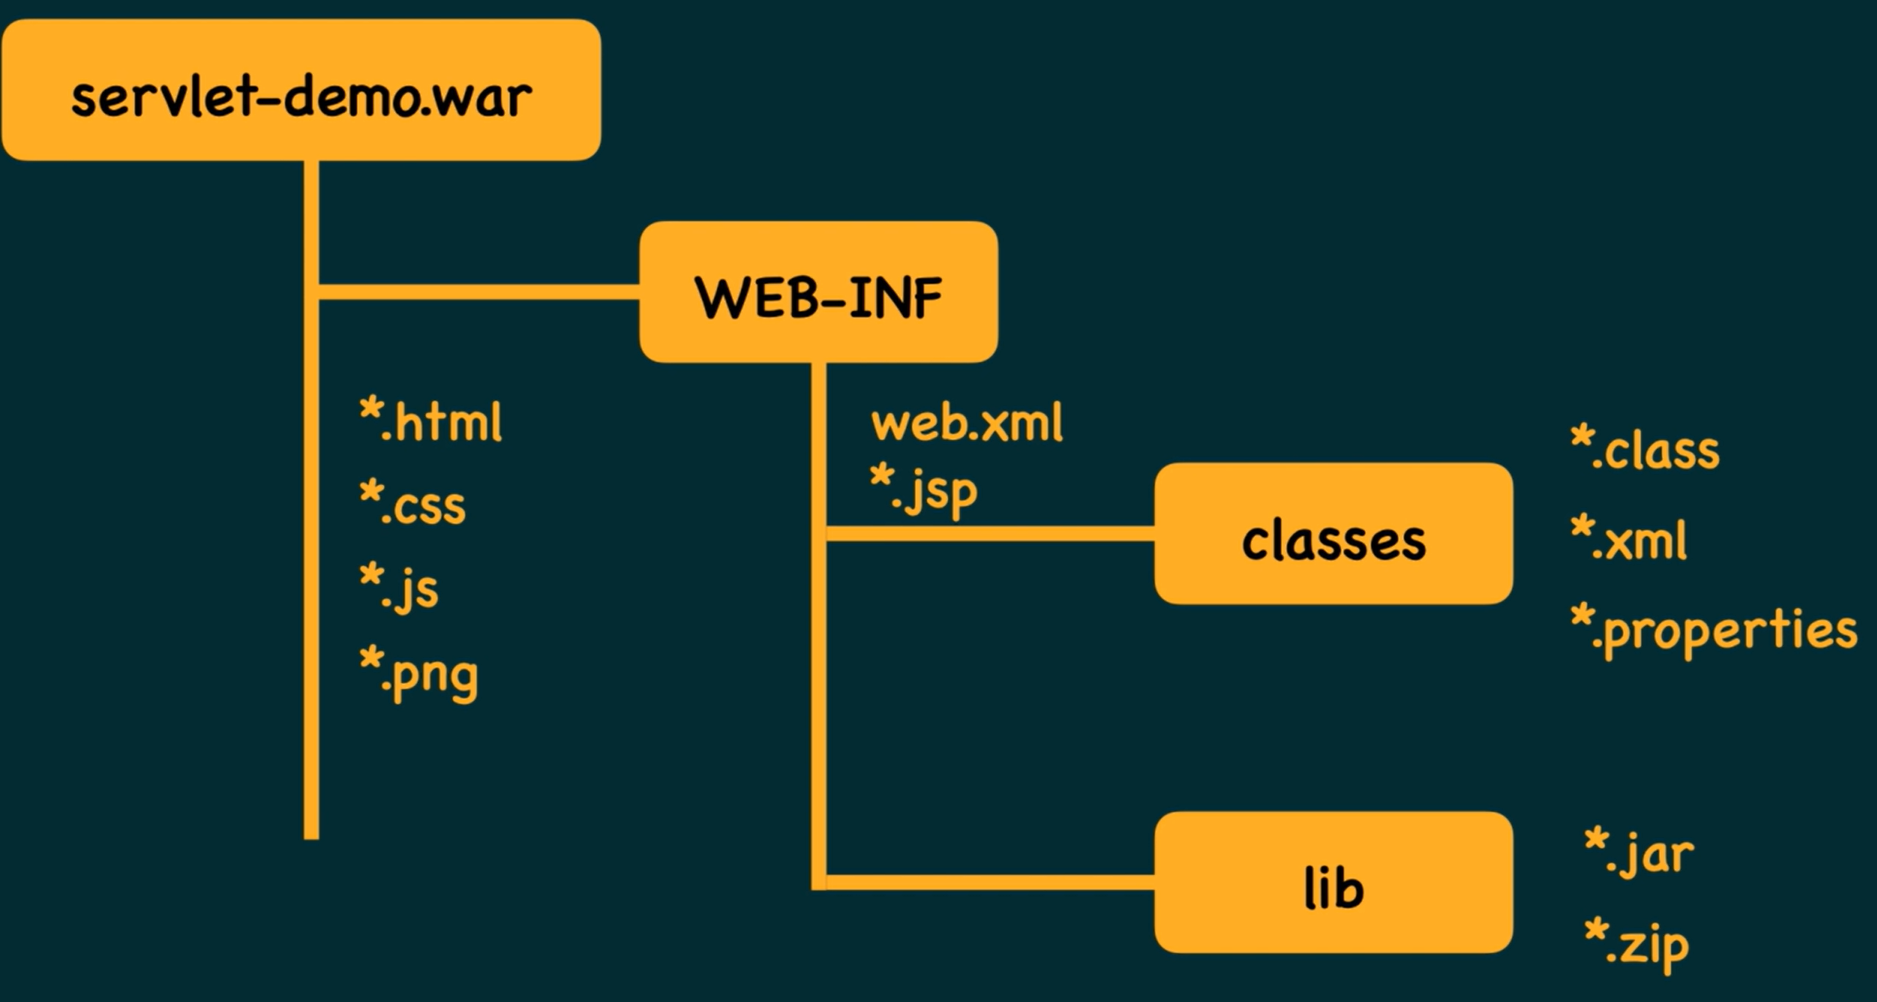 servlet-demo.war
WEB-INF
*.html
*.css
*.js
*.png
web.xml
*.jsp
classes
*.class
*.xml
*.properties
lib
*.jar
*.zip